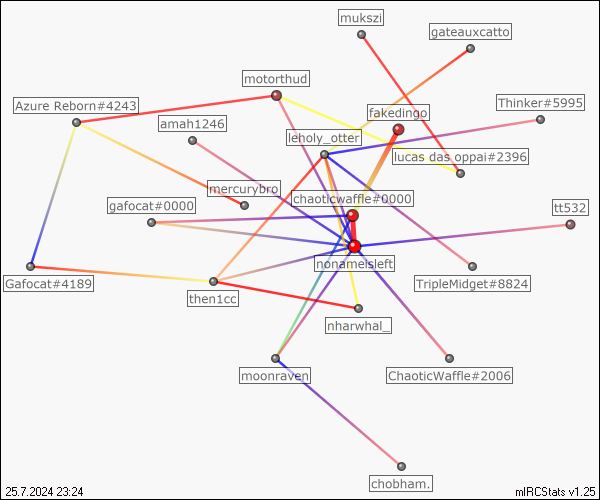 mukszi
gateauxcatto
motorthud
Azure Reborn#4243
Thinker#5995
fakedingo
amah1246
leholy_otter
lucas das oppai#2396
mercurybro
chaoticwaffle#0000
gafocat#0000
tt532
nonameisleft
Gafocat#4189
TripleMidget#8824
then1cc
nharwhal_
moonraven
ChaoticWaffle#2006
chobham.
25.7.2024 23:24
mIRCStats v1.25